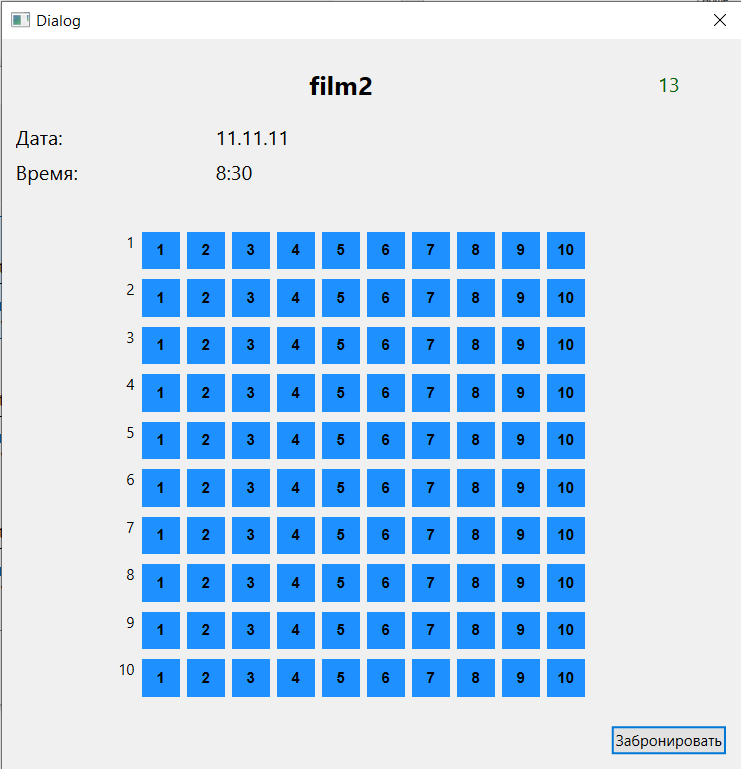 Dialog
film2 13
Дата: 11.11.11
Время: 8:30
1 1 2 3 4 5 6 7 8 9 10
2 1 2 3 4 5 6 7 8 9 10
3 1 2 3 4 5 6 7 8 9 10
4 1 2 3 4 5 6 7 8 9 10
5 1 2 3 4 5 6 7 8 9 10
6 1 2 3 4 5 6 7 8 9 10
7 1 2 3 4 5 6 7 8 9 10
8 1 2 3 4 5 6 7 8 9 10
9 1 2 3 4 5 6 7 8 9 10
10 1 2 3 4 5 6 7 8 9 10
Забронировать